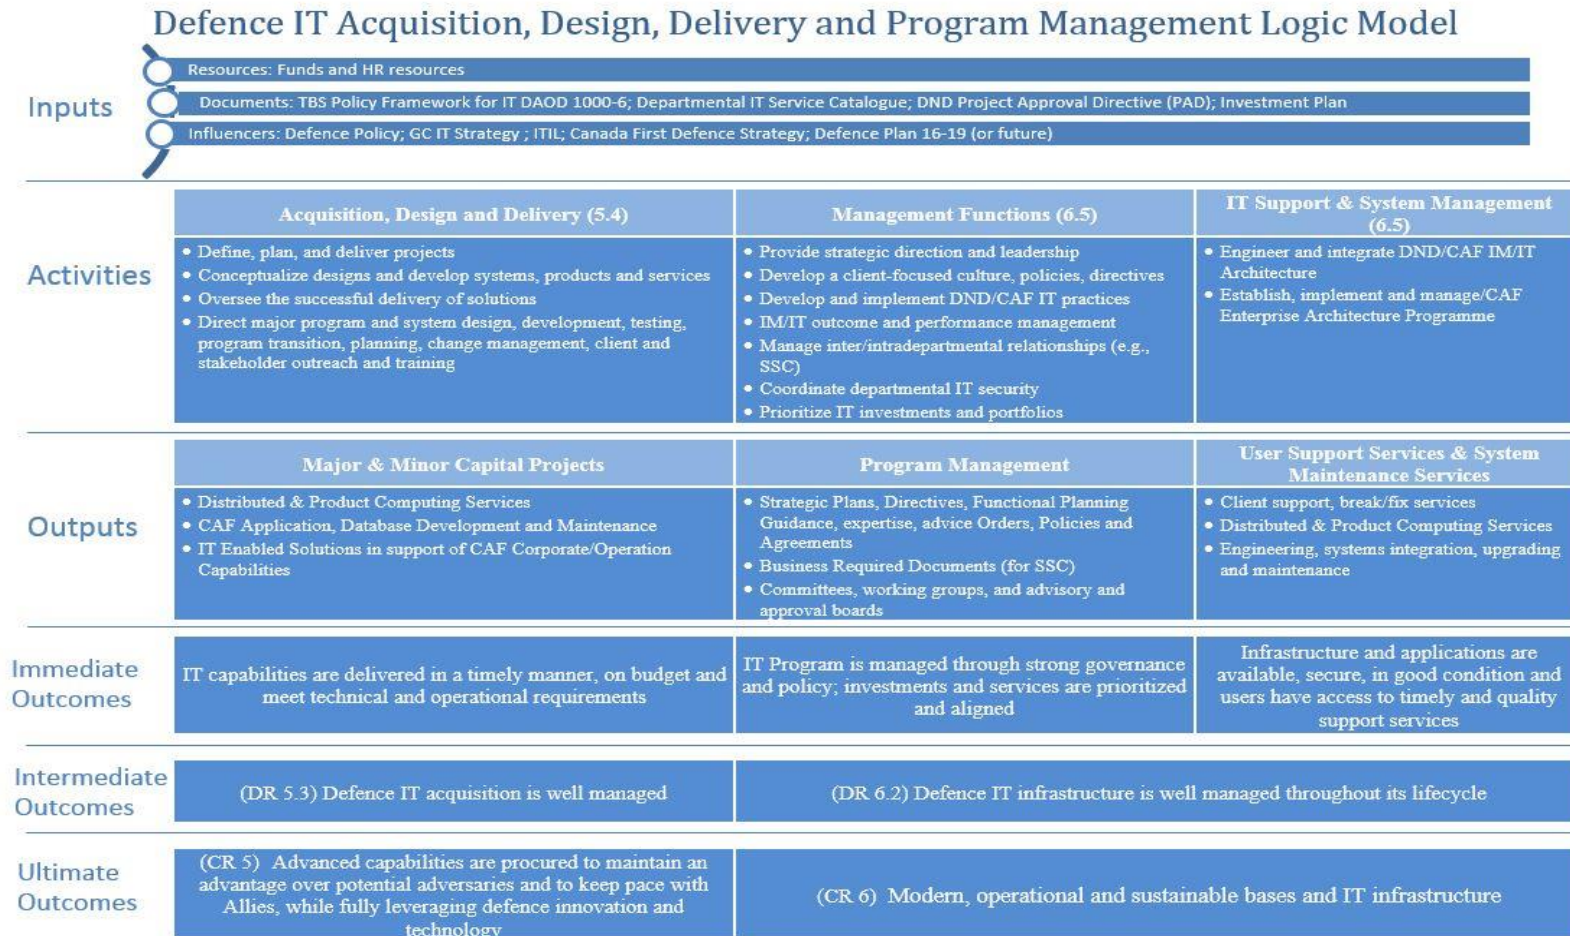 Defence IT Acquisition, Design, Delivery and Program Management Logic Model
Inputs
Resources: Funds and HR resources
Documents: TBS Policy Framework for IT DAOD 1000-6; Departmental IT Service Catalogue; DND Project Approval Directive (PAD); Investment Plan
Influencers: Defence Policy; GC IT Strategy ; ITIL; Canada First Defence Strategy; Defence Plan 16-19 (or future)
Activities
Acquisition, Design and Delivery (5.4)
• Define, plan, and deliver projects
• Conceptualize designs and develop systems, products and services
• Oversee the successful delivery of solutions
• Direct major program and system design, development, testing,
program transition, planning, change management, client and
stakeholder outreach and training
Management Functions (6.5)
• Provide strategic direction and leadership
• Develop a client-focused culture, policies, directives
• Develop and implement DND/CAF IT practices
• IM/IT outcome and performance management
• Manage inter/intradepartmental relationships (e.g.,
SSC)
• Coordinate departmental IT security
• Prioritize IT investments and portfolios
IT Support & System Management
(6.5)
• Engineer and integrate DND/CAF IM/IT
Architecture
• Establish, implement and manage/CAF
Enterprise Architecture Programme
Outputs
Major & Minor Capital Projects
• Distributed & Product Computing Services
• CAF Application, Database Development and Maintenance
• IT Enabled Solutions in support of CAF Corporate/Operation
Capabilities
Program Management
• Strategic Plans, Directives, Functional Planning
Guidance, expertise, advice Orders, Policies and
Agreements
• Business Required Documents (for SSC)
• Committees, working groups, and advisory and
approval boards
User Support Services & System
Maintenance Services
• Client support, break/fix services
• Distributed & Product Computing Services
• Engineering, systems integration, upgrading
and maintenance
Immediate
Outcomes
IT capabilities are delivered in a timely manner, on budget and
meet technical and operational requirements
IT Program is managed through strong governance
and policy; investments and services are prioritized
and aligned
Infrastructure and applications are
available, secure, in good condition and
users have access to timely and quality
support services
Intermediate
Outcomes
(DR 5.3) Defence IT acquisition is well managed
(DR 6.2) Defence IT infrastructure is well managed throughout its lifecycle
Ultimate
Outcomes
(CR 5) Advanced capabilities are procured to maintain an
advantage over potential adversaries and to keep pace with
Allies, while fully leveraging defence innovation and
technology
(CR 6) Modern, operational and sustainable bases and IT infrastructure